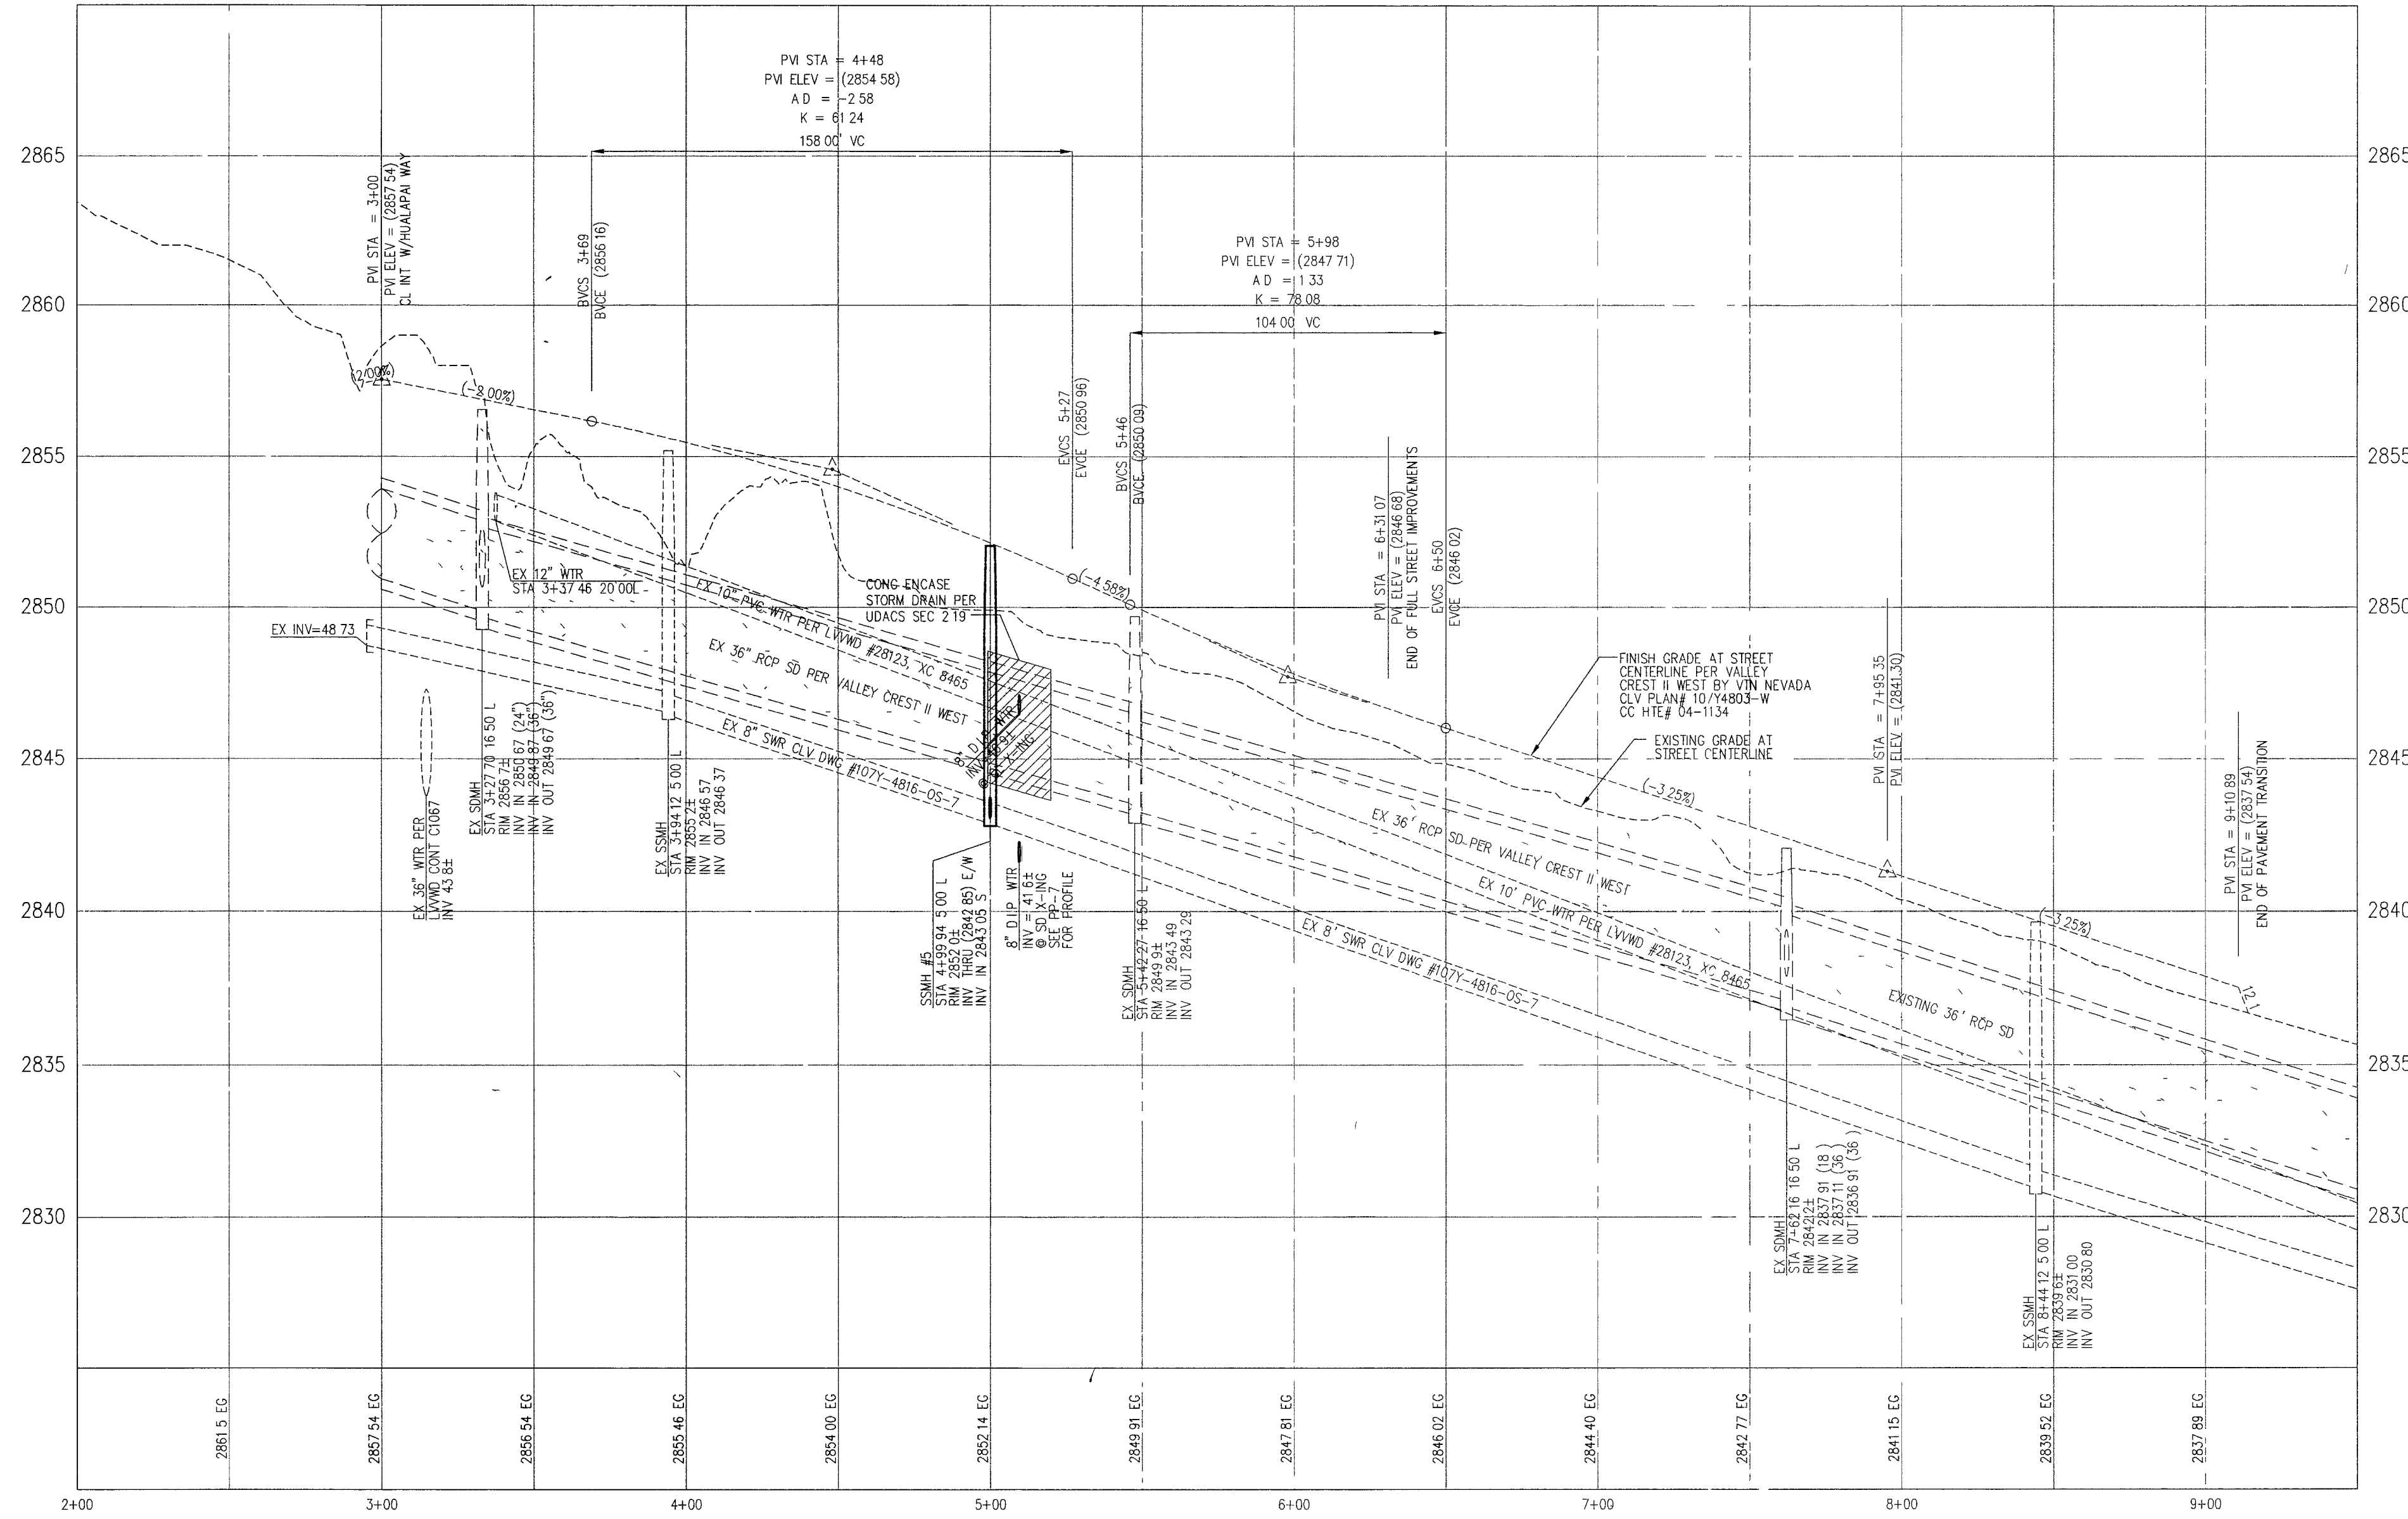 PVI STA = 4+48
PVI ELEV = (2854 58)
A D = -2 58
K = 61 24
158 00' VC
PVI STA = 5+98
PVI ELEV = (2847 71)
A D = 1 33
K = 78 08
104 00 VC
2865
2860
2855
2850
2845
2840
2835
2830
2865
2860
2855
2850
2845
2840
2835
2830
PVI STA = 3+00
PVI ELEV = (2857 54)
CL INT W/HUALAPAI WAY
BVCS 3+69
BVCE (2856 16)
EVCS 5+27
EVCE (2850 96)
BVCS 5+46
BVCE (2850 09)
PVI STA = 6+31 07
PVI ELEV = (2846 68)
END OF FULL STREET IMPROVEMENTS
EVCS 6+50
EVCE (2846 02)
PVI STA = 7+95 35
PVI ELEV = (2841.30)
PVI STA = 9+10 89
PVI ELEV = (2837 54)
END OF PAVEMENT TRANSITION
(-2 00%)
(-4 58%)
(-3 25%)
(-3 25%)
EX 12" WTR
STA 3+37 46 20 00L
EX INV=48 73
CONC ENCASE
STORM DRAIN PER
UDACS SEC 2 19
EX 10" PVC WTR PER LVVWD #28123, XC 8465
EX 36" RCP SD PER VALLEY CREST II WEST
EX 8" SWR CLV DWG #107Y-4816-OS-7
FINISH GRADE AT STREET
CENTERLINE PER VALLEY
CREST II WEST BY VTN NEVADA
CLV PLAN# 10/Y4803-W
CC HTE# 04-1134
EXISTING GRADE AT
STREET CENTERLINE
EX 36' RCP SD PER VALLEY CREST II WEST
EX 10' PVC WTR PER LVVWD #28123, XC 8465
EX 8' SWR CLV DWG #107Y-4816-OS-7
EXISTING 36' RCP SD
EX 36" WTR PER
LVVWD CONT C1067
INV 43 8±
EX SDMH
STA 3+27 70 16 50 L
RIM 2856 7±
INV IN 2850 67 (24")
INV IN 2849 87 (36")
INV OUT 2849 67 (36")
EX SSMH
STA 3+94 12 5 00 L
RIM 2855 2±
INV IN 2846 57
INV OUT 2846 37
SSMH #5
STA 4+99 94 5 00 L
RIM 2852 0±
INV THRU (2842 85) E/W
INV IN 2843 05 S
8" D I P WTR
INV = 41 6±
@ SD X-ING
SEE PP-7
FOR PROFILE
EX SDMH
STA 5+42 27 16 50 L
RIM 2849 9±
INV IN 2843 49
INV OUT 2843 29
EX SDMH
STA 7+62 16 16 50 L
RIM 2842 2±
INV IN 2837 91 (18 )
INV IN 2837 11 (36 )
INV OUT 2836 91 (36 )
EX SSMH
STA 8+44 12 5 00 L
RIM 2839 6±
INV IN 2831 00
INV OUT 2830 80
2861 5 EG
2857 54 EG
2856 54 EG
2855 46 EG
2854 00 EG
2852 14 EG
2849 91 EG
2847 81 EG
2846 02 EG
2844 40 EG
2842 77 EG
2841 15 EG
2839 52 EG
2837 89 EG
2+00
3+00
4+00
5+00
6+00
7+00
8+00
9+00